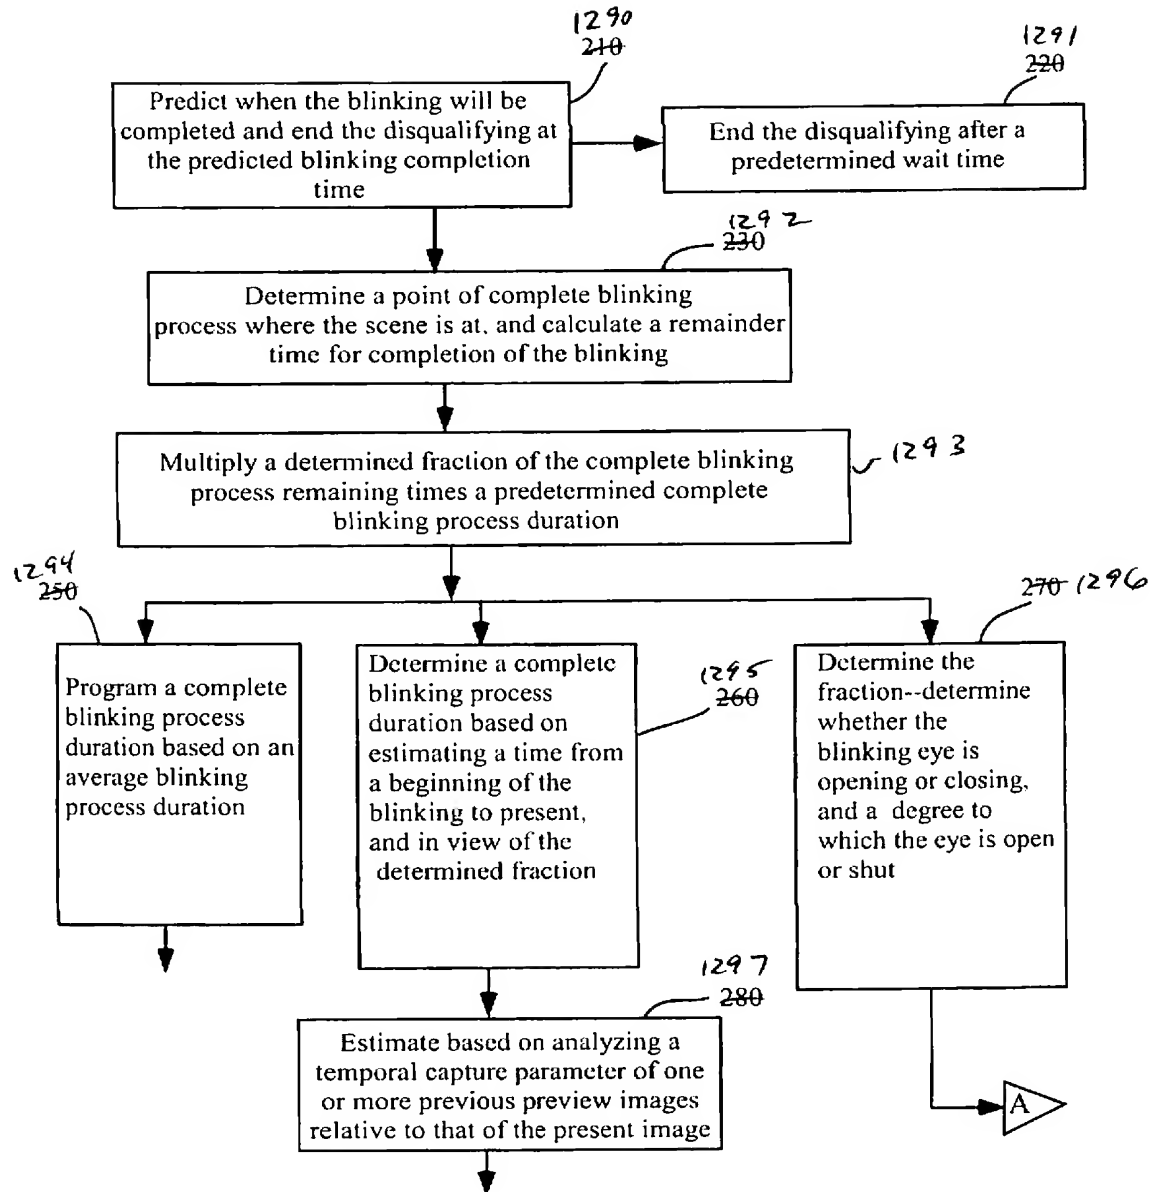 1290
210
1291
220
Predict when the blinking will be
completed and end the disqualifying at
the predicted blinking completion
time
End the disqualifying after a
predetermined wait time
1292
230
Determine a point of complete blinking
process where the scene is at, and calculate a remainder
time for completion of the blinking
Multiply a determined fraction of the complete blinking
process remaining times a predetermined complete
blinking process duration
1293
1294
250
Program a complete
blinking process
duration based on an
average blinking
process duration
Determine a complete
blinking process
duration based on
estimating a time from
a beginning of the
blinking to present,
and in view of the
determined fraction
1295
260
270 1296
Determine the
fraction--determine
whether the
blinking eye is
opening or closing,
and a degree to
which the eye is open
or shut
1297
280
Estimate based on analyzing a
temporal capture parameter of one
or more previous preview images
relative to that of the present image
A